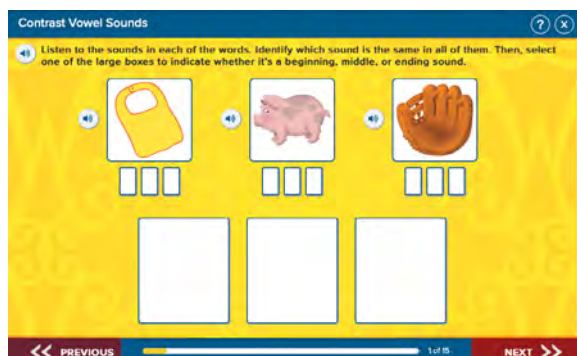 Contrast Vowel Sounds
? x
Listen to the sounds in each of the words. Identify which sound is the same in all of them. Then, select
one of the large boxes to indicate whether it's a beginning, middle, or ending sound.
<< PREVIOUS 1 of 15 NEXT >>